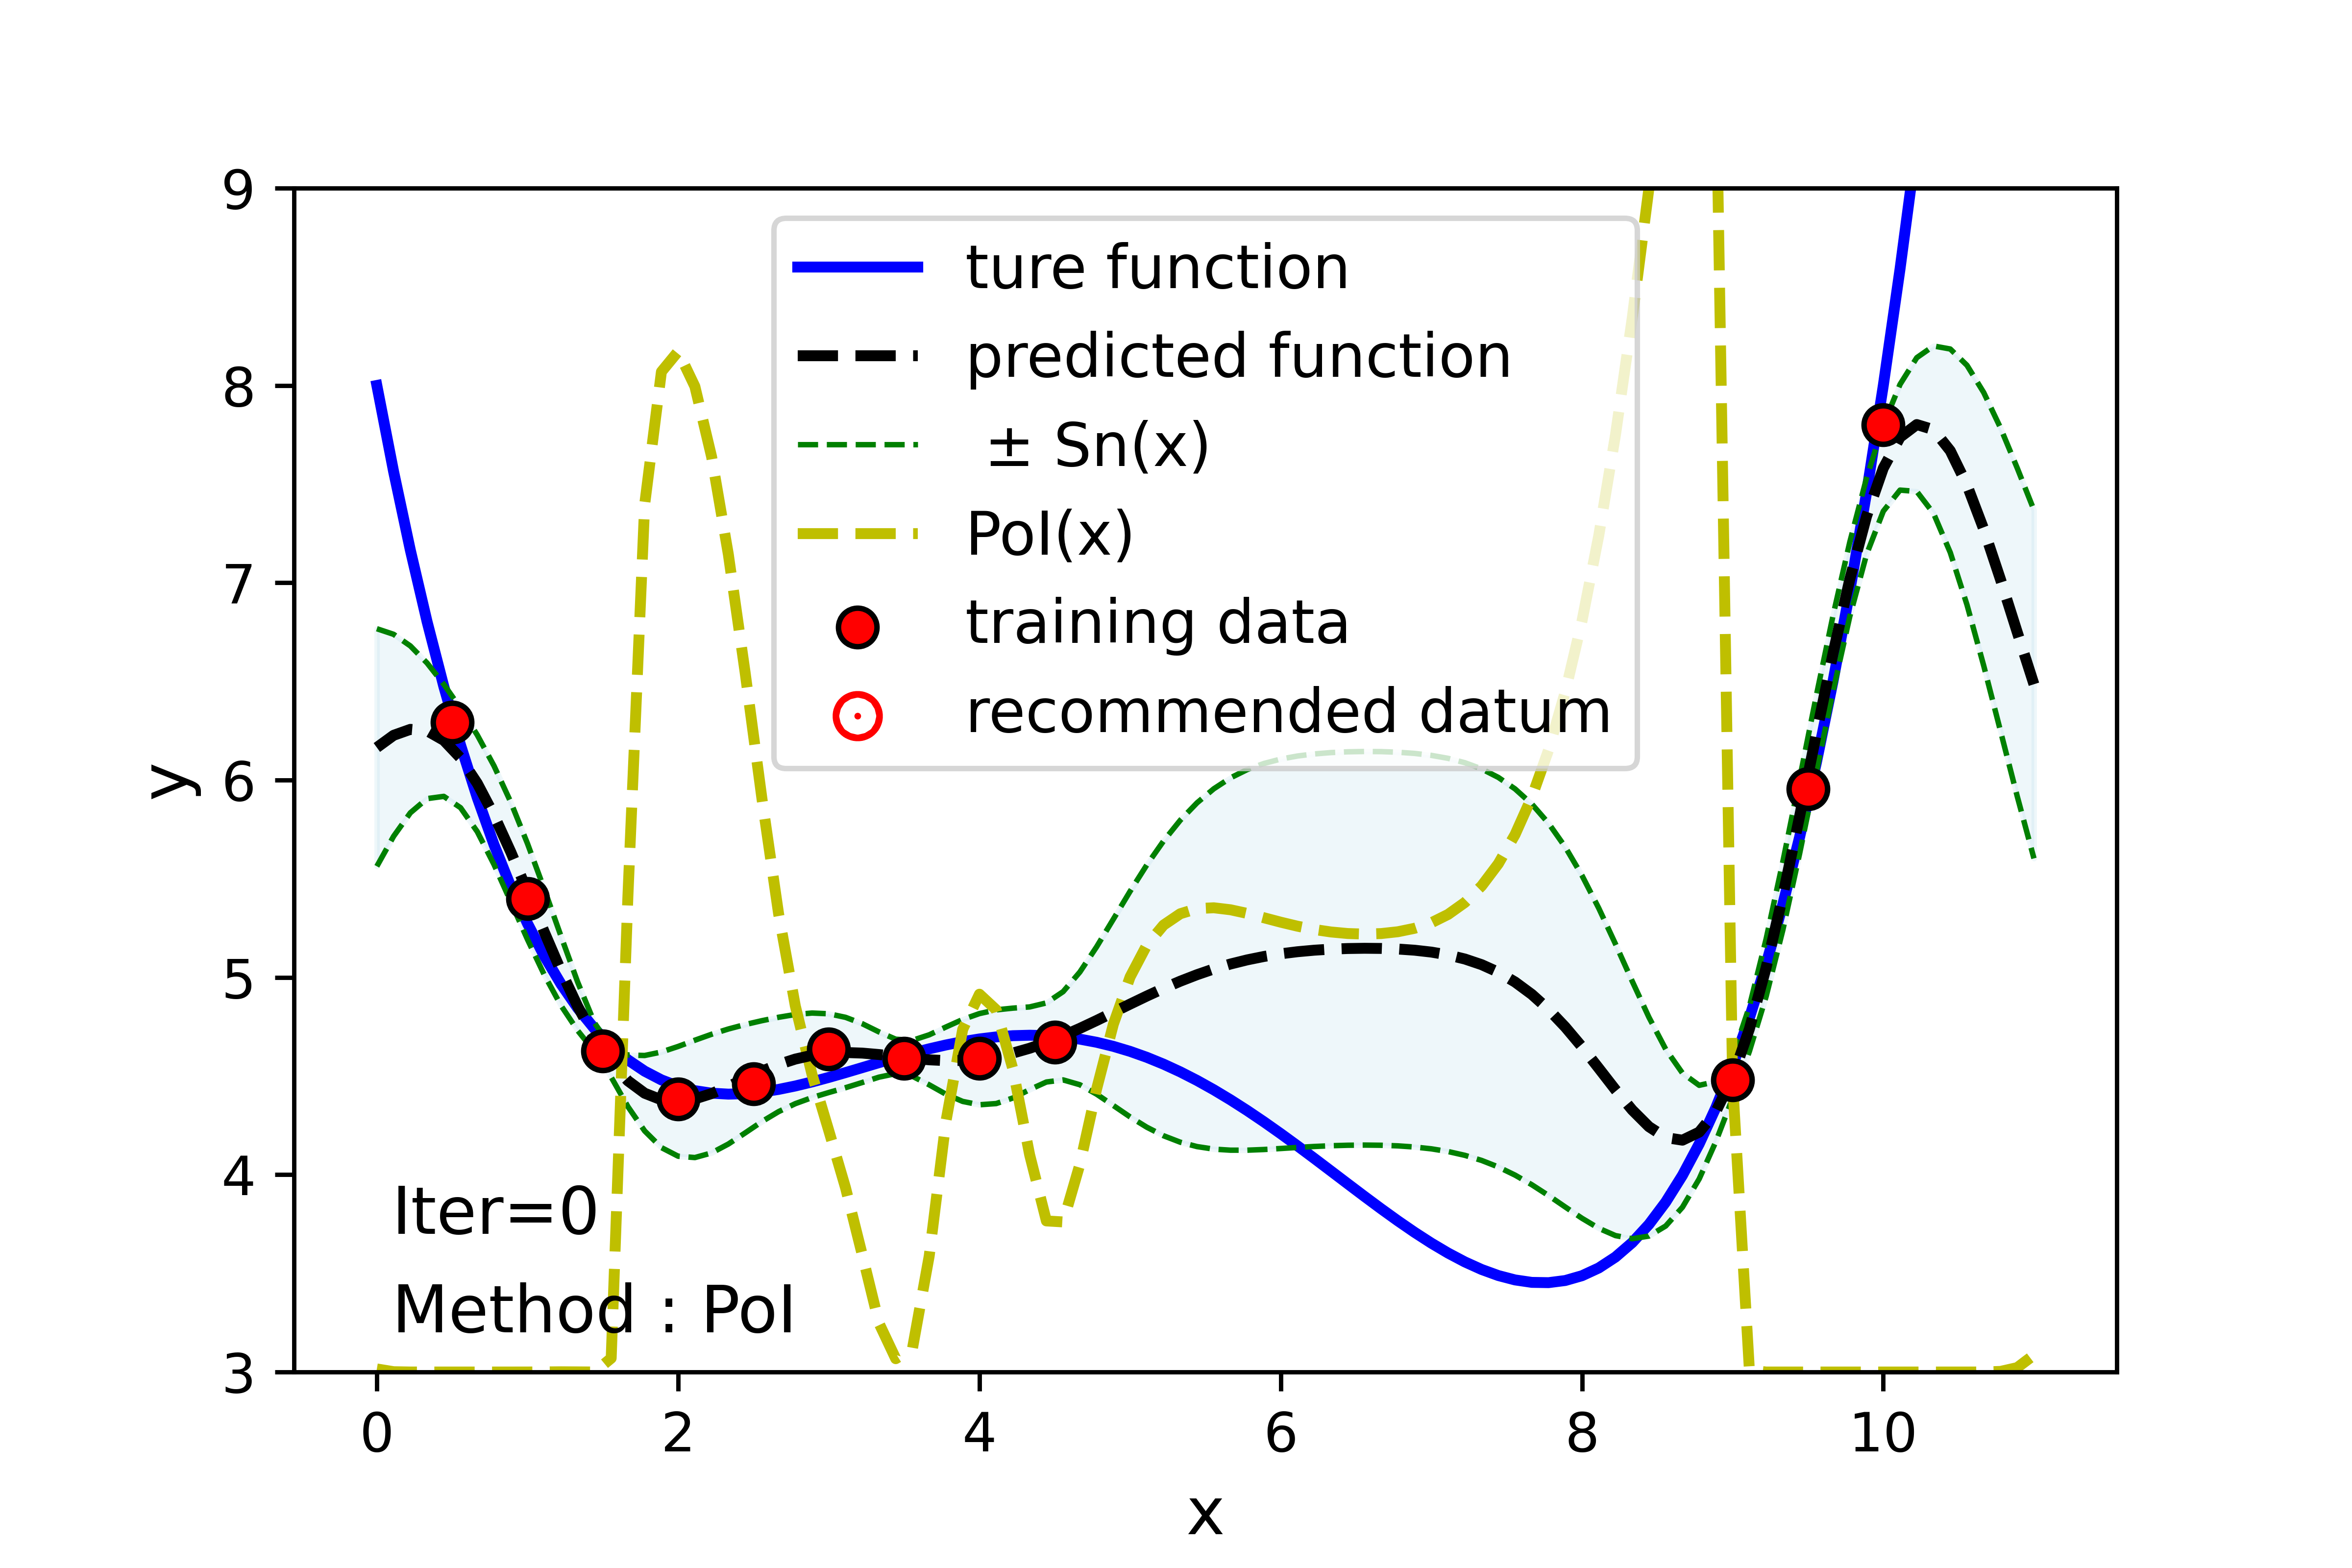 9
8
7
6
5
4
3
y
ture function
predicted function
± Sn(x)
PoI(x)
training data
recommended datum
Iter=0
Method : PoI
0 2 4 6 8 10
x